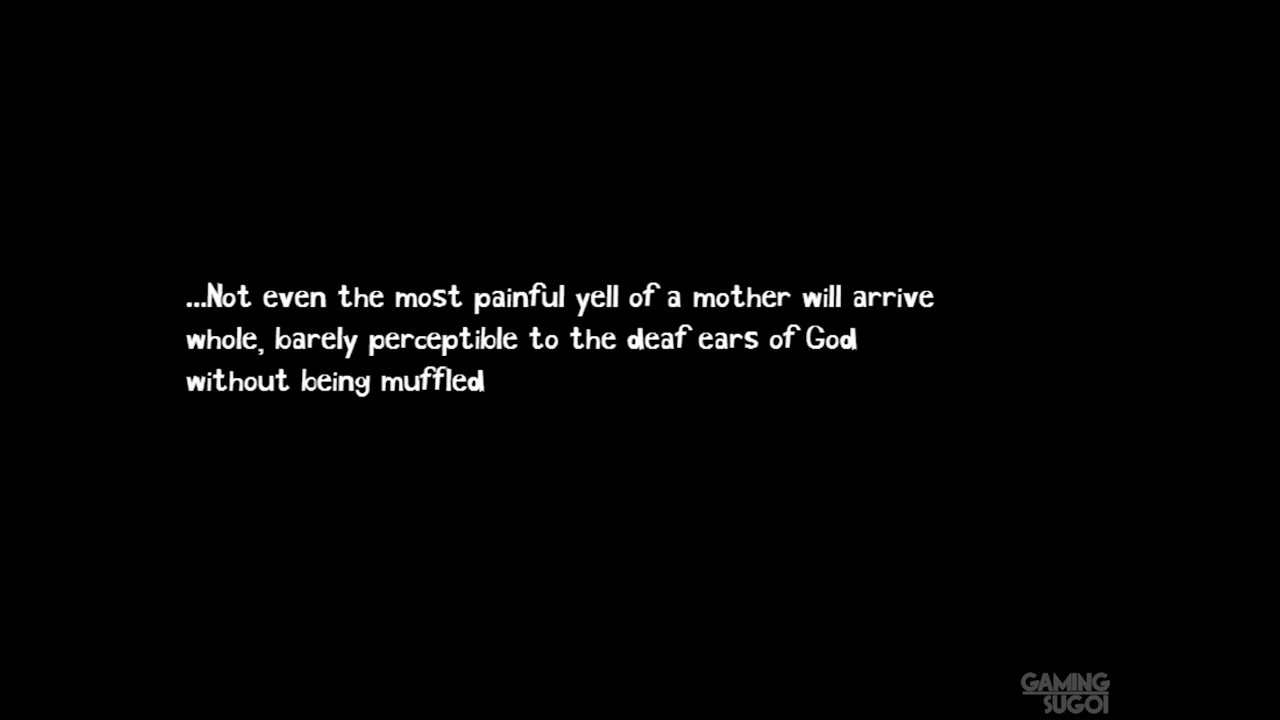 ...Not even the most painful yell of a mother will arrive
whole, barely perceptible to the deaf ears of God
without being muffled
GAMING
SUGOI